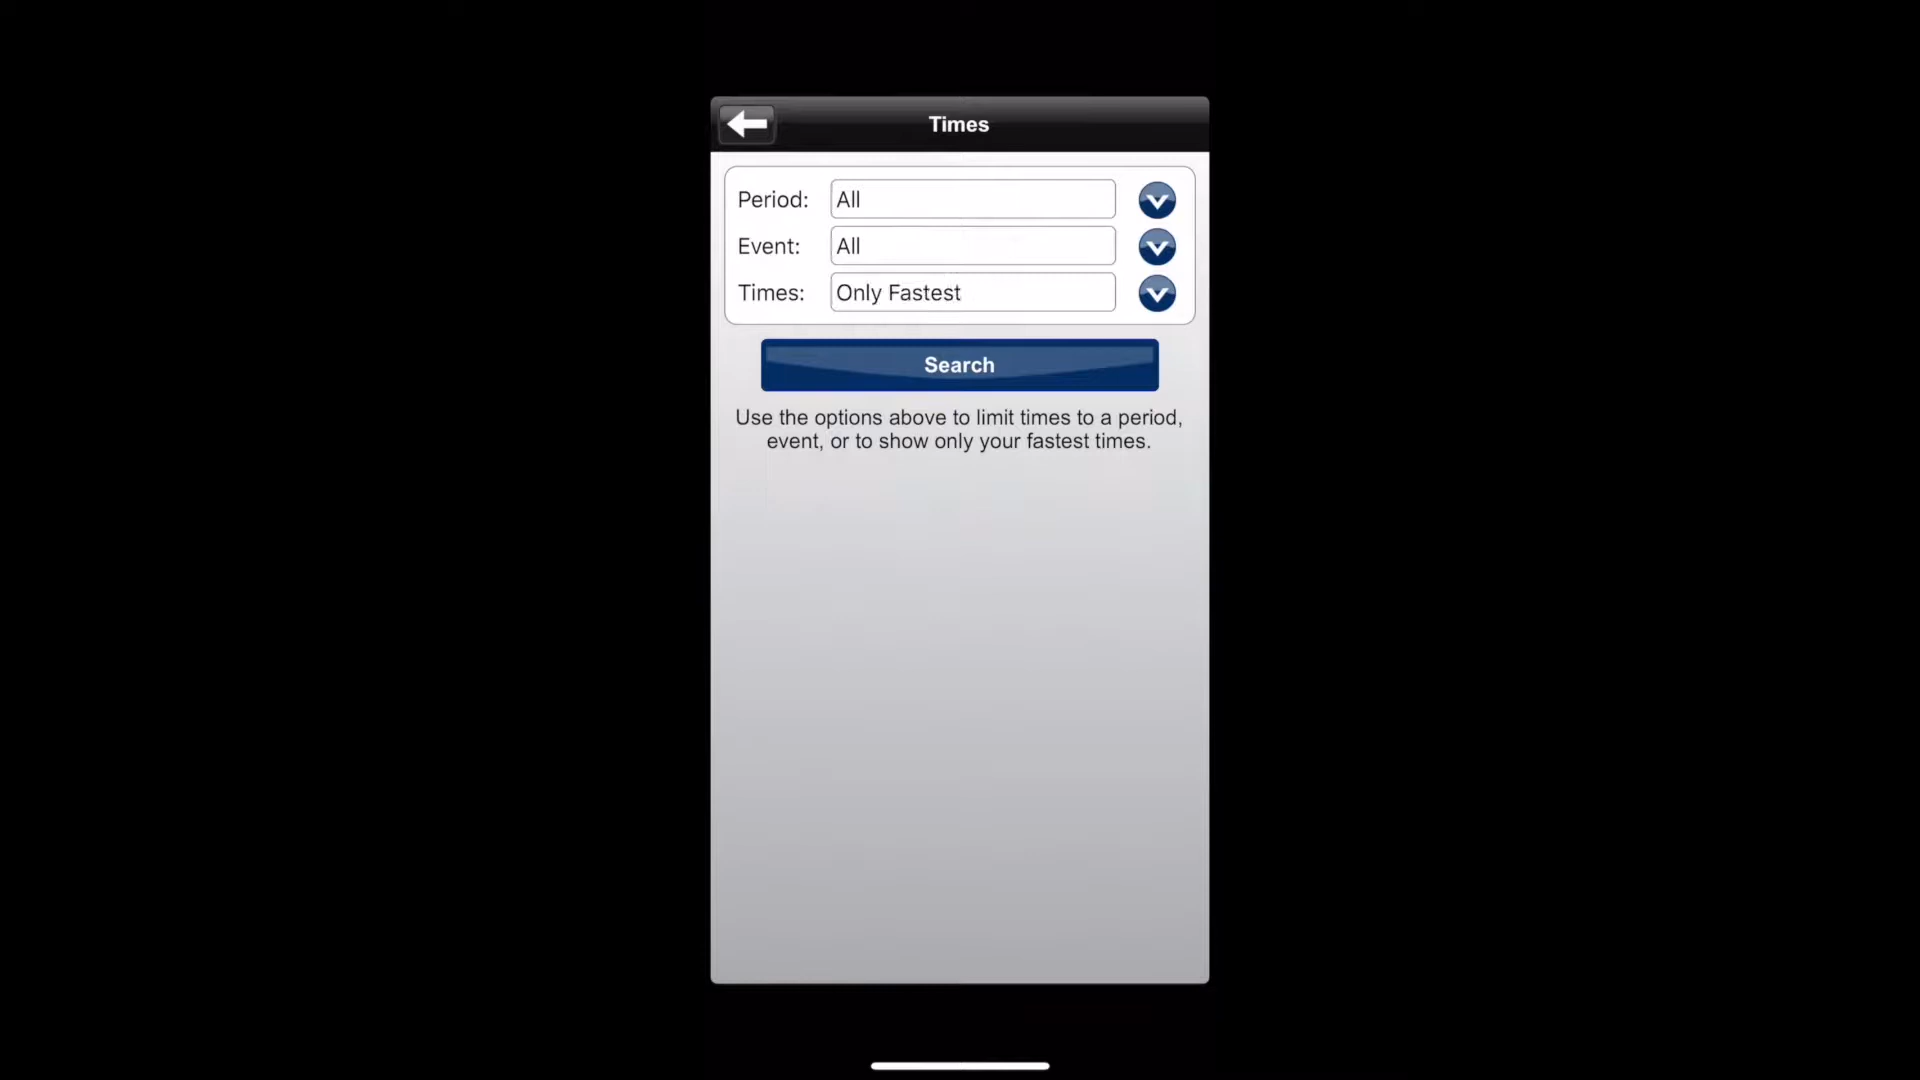 Times
Period: All
Event: All
Times: Only Fastest
Search
Use the options above to limit times to a period,
event, or to show only your fastest times.